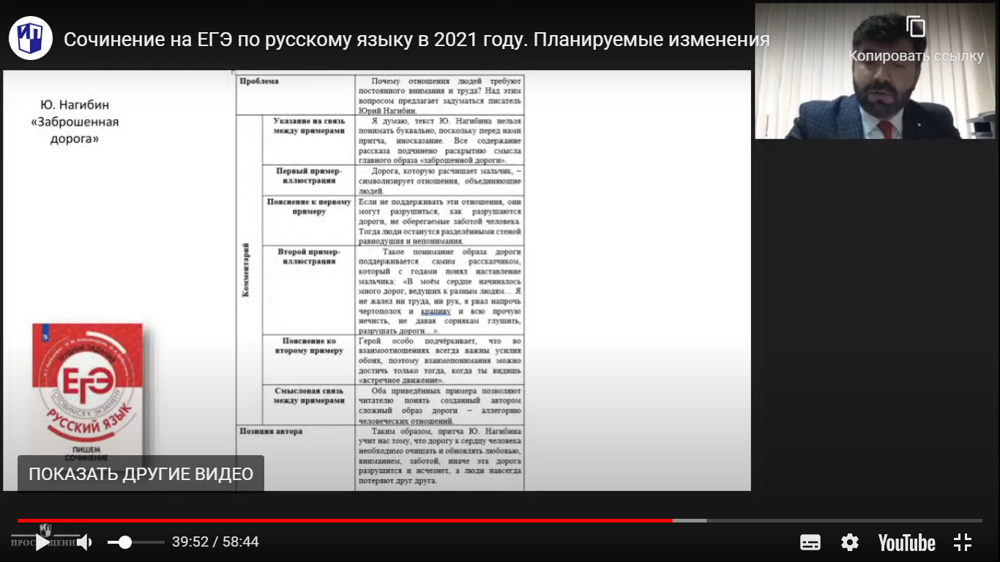 Сочинение на ЕГЭ по русскому языку в 2021 году. Планируемые изменения
Копировать ссылку
Ю. Нагибин
«Заброшенная
дорога»
Проблема
Почему отношения людей требуют
постоянного внимания и труда? Над этим
вопросом предлагает задуматься писатель
Юрий Нагибин.
Комментарий
Указание на связь
между примерами
Я думаю, текст Ю. Нагибина нельзя
понимать буквально, поскольку перед нами
притча, иносказание. Все содержание
рассказа подчинено раскрытию смысла
главного образа «заброшенной дороги».
Первый пример-
иллюстрация
Дорога, которую расчищает мальчик, –
символизирует отношения, объединяющие
людей.
Пояснение к первому
примеру
Если не поддерживать эти отношения, они
могут разрушиться, как разрушаются
дороги, не оберегаемые заботой человека.
Тогда люди останутся разделёнными стеной
равнодушия и непонимания.
Второй пример-
иллюстрация
Такое понимание образа дороги
поддерживается самим рассказчиком,
который с годами понял наставление
мальчика: «В моём сердце начиналось
много дорог, ведущих к разным людям… Я
не жалел ни труда, ни рук, я рвал напрочь
чертополох и крапиву и всю прочую
нечисть, не давая сорнякам глушить,
разрушать дороги…».
Пояснение ко
второму примеру
Герой особо подчёркивает, что во
взаимоотношениях всегда важны усилия
обоих, поэтому взаимопонимания можно
достичь только тогда, когда ты видишь
«встречное движение».
Смысловая связь
между примерами
Оба приведённых примера позволяют
читателю понять созданный автором
сложный образ дороги – аллегорию
человеческих отношений.
Позиция автора
Таким образом, притча Ю. Нагибина
учит нас тому, что дорогу к сердцу человека
необходимо очищать и обновлять любовью,
вниманием, заботой, иначе эта дорога
разрушится и исчезнет, а люди навсегда
потеряют друг друга.
ТРУДНЫЕ ЗАДАНИЯ
ЕГЭ
ГОТОВИМСЯ К ЭКЗАМЕНУ
РУССКИЙ ЯЗЫК
ПИШЕМ
СОЧИНЕНИЕ
ПОКАЗАТЬ ДРУГИЕ ВИДЕО
39:52 / 58:44
YouTube